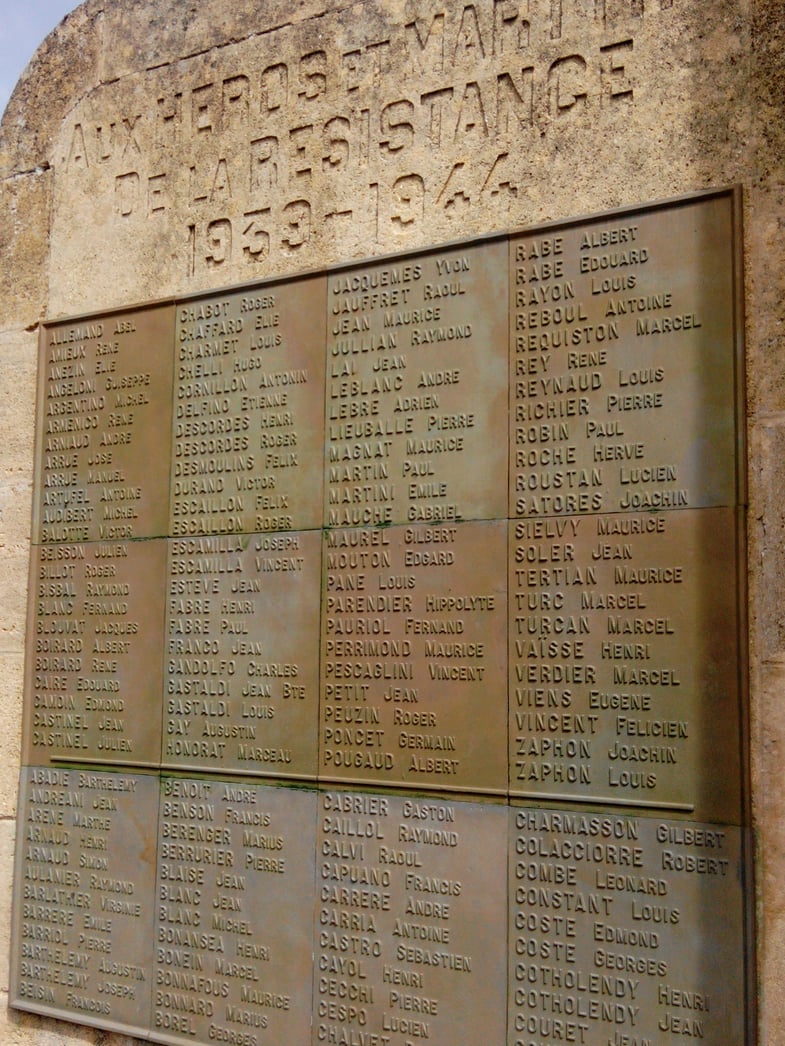 AUX HEROS ET MARTYRS
DE LA RESISTANCE
1939-1944
ALLEMAND ABEL
AMIEUX RENE
ANEZIN ELIE
ANGELONI GUISEPPE
ARGENTINO MICHEL
ARMENICO RENE
ARNIAUD ANDRE
ARRUE JOSE
ARRUE MANUEL
ARTUFEL ANTOINE
AUDIBERT MICHEL
BALOTTE VICTOR
BEISSON JULIEN
BILLOT ROGER
BISBAL RAYMOND
BLANC FERNAND
BLOUVAT JACQUES
BOIRARD ALBERT
BOIRARD RENE
CAIRE EDOUARD
CAMOIN EDMOND
CASTINEL JEAN
CASTINEL JULIEN
CHABOT ROGER
CHAFFARD ELIE
CHARMET LOUIS
CHELLI HUGO
CORNILLON ANTONIN
DELFINO ETIENNE
DESCORDES HENRI
DESCORDES ROGER
DESMOULINS FELIX
DURAND VICTOR
ESCAILLON FELIX
ESCAILLON ROGER
ESCAMILLA JOSEPH
ESCAMILLA VINCENT
ESTEVE JEAN
FABRE HENRI
FABRE PAUL
FRANCO JEAN
GANDOLFO CHARLES
GASTALDI JEAN BTE
GASTALDI LOUIS
GAY AUGUSTIN
HONORAT MARCEAU
JACQUEMES YVON
JAUFFRET RAOUL
JEAN MAURICE
JULLIAN RAYMOND
LAI JEAN
LEBLANC ANDRE
LEBRE ADRIEN
LIEUBALLE PIERRE
MAGNAT MAURICE
MARTIN PAUL
MARTINI EMILE
MAUCHE GABRIEL
MAUREL GILBERT
MOUTON EDGARD
PANE LOUIS
PARENDIER HIPPOLYTE
PAURIOL FERNAND
PERRIMOND MAURICE
PESCAGLINI VINCENT
PETIT JEAN
PEUZIN ROGER
PONCET GERMAIN
POUGAUD ALBERT
RABE ALBERT
RABE EDOUARD
RAYON LOUIS
REBOUL ANTOINE
REQUISTON MARCEL
REY RENE
REYNAUD LOUIS
RICHIER PIERRE
ROBIN PAUL
ROCHE HERVE
ROUSTAN LUCIEN
SATORES JOACHIN
SIELVY MAURICE
SOLER JEAN
TERTIAN MAURICE
TURC MARCEL
TURCAN MARCEL
VAÏSSE HENRI
VERDIER MARCEL
VIENS EUGENE
VINCENT FELICIEN
ZAPHON JOACHIN
ZAPHON LOUIS
ABADIE BARTHELEMY
ANDREANI JEAN
ARENE MARTHE
ARNAUD HENRI
ARNAUD SIMON
AULANIER RAYMOND
BARLATHIER VIRGINIE
BARRERE EMILE
BARRIOL PIERRE
BARTHELEMY AUGUSTIN
BARTHELEMY JOSEPH
BEISIN FRANCOIS
BENOIT ANDRE
BENSON FRANCIS
BERENGER MARIUS
BERRURIER PIERRE
BLAISE JEAN
BLANC JEAN
BLANC MICHEL
BONANSEA HENRI
BONEIN MARCEL
BONNAFOUS MAURICE
BONNARD MARIUS
BOREL GEORGES
CABRIER GASTON
CAILLOL RAYMOND
CALVI RAOUL
CAPUANO FRANCIS
CARRERE ANDRE
CARRIA ANTOINE
CASTRO SEBASTIEN
CAYOL HENRI
CECCHI PIERRE
CESPO LUCIEN
CHALVET
CHARMASSON GILBERT
COLACCIORRE ROBERT
COMBE LEONARD
CONSTANT LOUIS
COSTE EDMOND
COSTE GEORGES
COTHOLENDY HENRI
COTHOLENDY JEAN
COURET JEAN